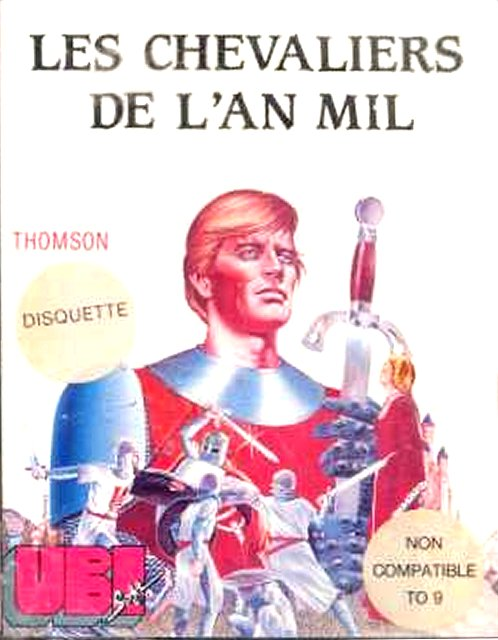 LES CHEVALIERS
DE L'AN MIL
THOMSON
DISQUETTE
UBI
NON
COMPATIBLE
TO 9